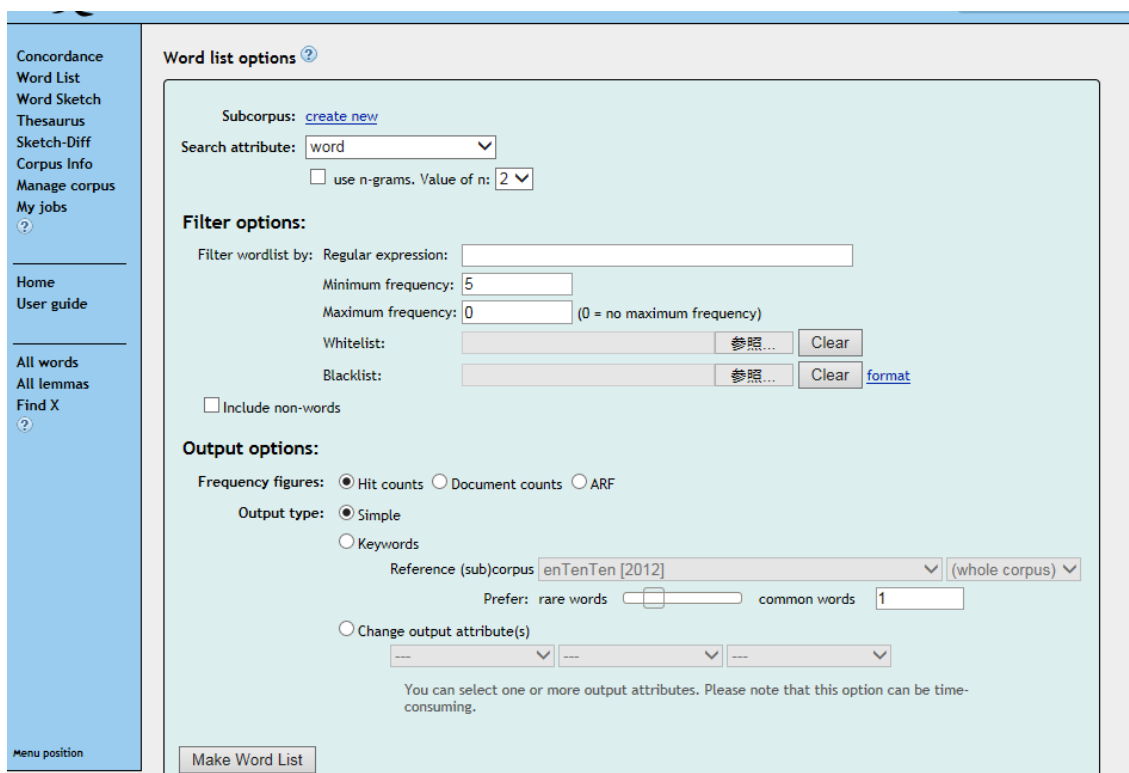 Concordance
Word List
Word Sketch
Thesaurus
Sketch-Diff
Corpus Info
Manage corpus
My jobs
?
Home
User guide
All words
All lemmas
Find X
?
Menu position
Word list options ?
Subcorpus: create new
Search attribute: word
use n-grams. Value of n: 2
Filter options:
Filter wordlist by: Regular expression:
Minimum frequency: 5
Maximum frequency: 0 (0 = no maximum frequency)
Whitelist: 参照... Clear
Blacklist: 参照... Clear format
Include non-words
Output options:
Frequency figures: Hit counts Document counts ARF
Output type: Simple
Keywords
Reference (sub)corpus enTenTen [2012] (whole corpus)
Prefer: rare words common words 1
Change output attribute(s)
--- --- ---
You can select one or more output attributes. Please note that this option can be time-
consuming.
Make Word List